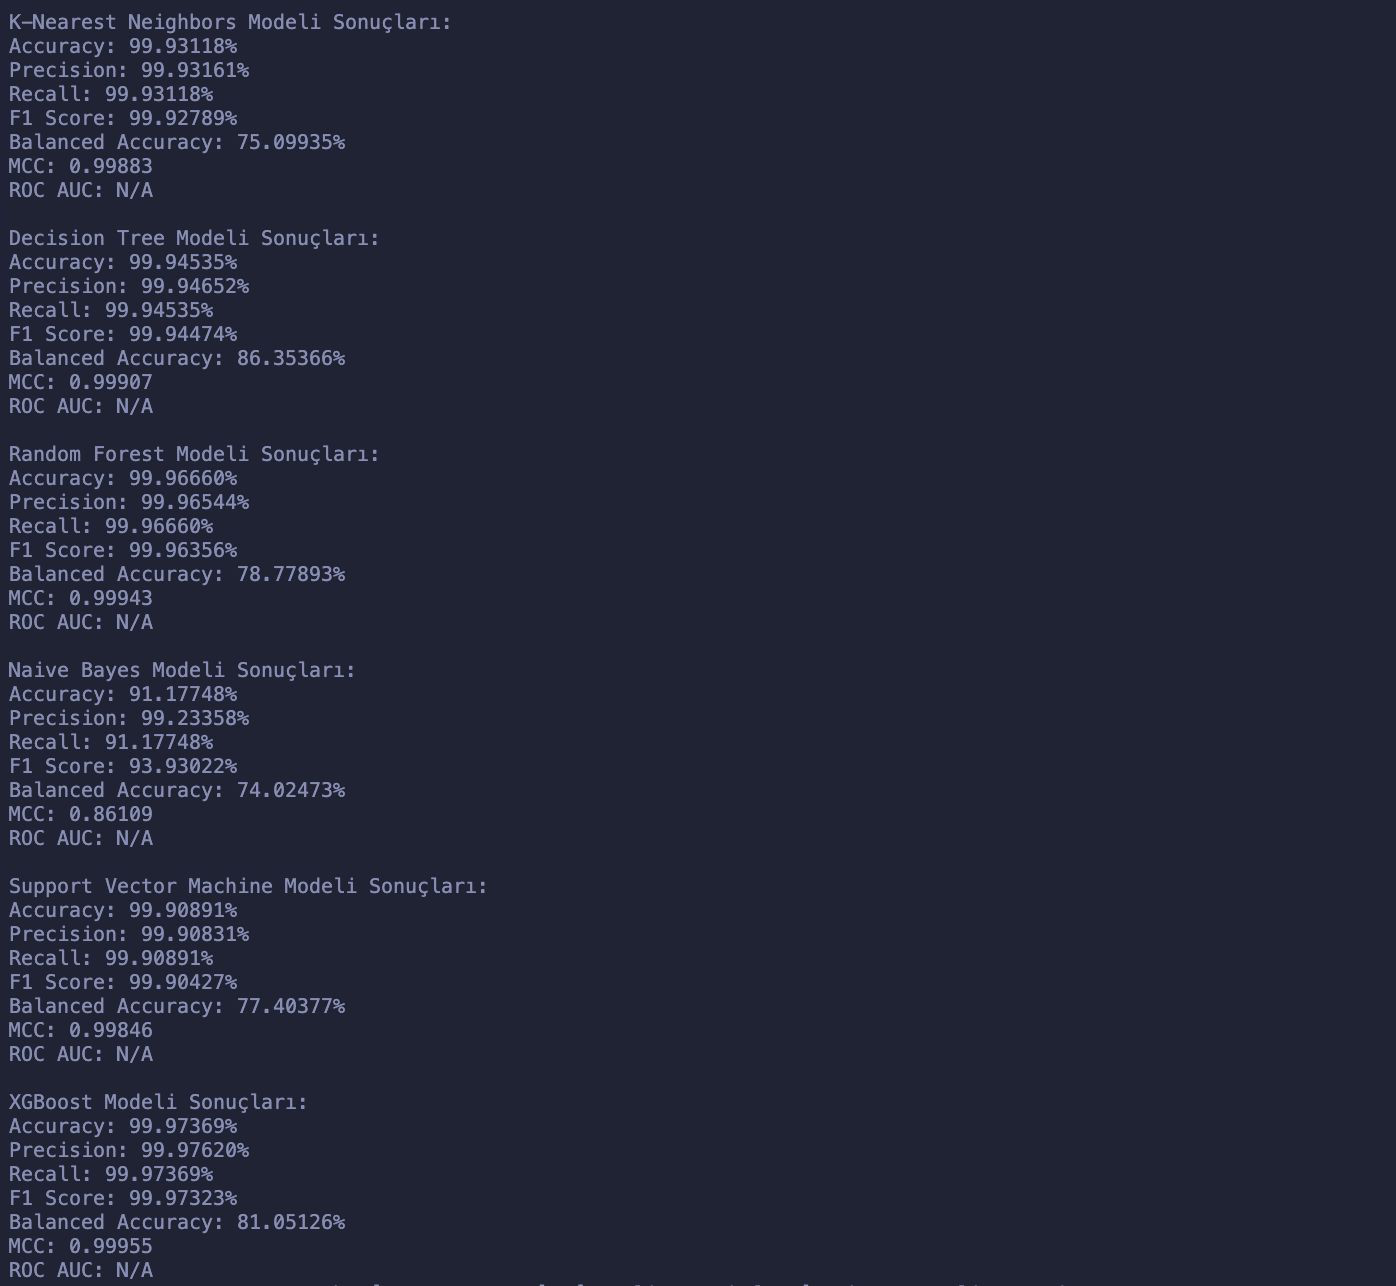 K-Nearest Neighbors Modeli Sonuçları:
Accuracy: 99.93118%
Precision: 99.93161%
Recall: 99.93118%
F1 Score: 99.92789%
Balanced Accuracy: 75.09935%
MCC: 0.99883
ROC AUC: N/A
Decision Tree Modeli Sonuçları:
Accuracy: 99.94535%
Precision: 99.94652%
Recall: 99.94535%
F1 Score: 99.94474%
Balanced Accuracy: 86.35366%
MCC: 0.99907
ROC AUC: N/A
Random Forest Modeli Sonuçları:
Accuracy: 99.96660%
Precision: 99.96544%
Recall: 99.96660%
F1 Score: 99.96356%
Balanced Accuracy: 78.77893%
MCC: 0.99943
ROC AUC: N/A
Naive Bayes Modeli Sonuçları:
Accuracy: 91.17748%
Precision: 99.23358%
Recall: 91.17748%
F1 Score: 93.93022%
Balanced Accuracy: 74.02473%
MCC: 0.86109
ROC AUC: N/A
Support Vector Machine Modeli Sonuçları:
Accuracy: 99.90891%
Precision: 99.90831%
Recall: 99.90891%
F1 Score: 99.90427%
Balanced Accuracy: 77.40377%
MCC: 0.99846
ROC AUC: N/A
XGBoost Modeli Sonuçları:
Accuracy: 99.97369%
Precision: 99.97620%
Recall: 99.97369%
F1 Score: 99.97323%
Balanced Accuracy: 81.05126%
MCC: 0.99955
ROC AUC: N/A